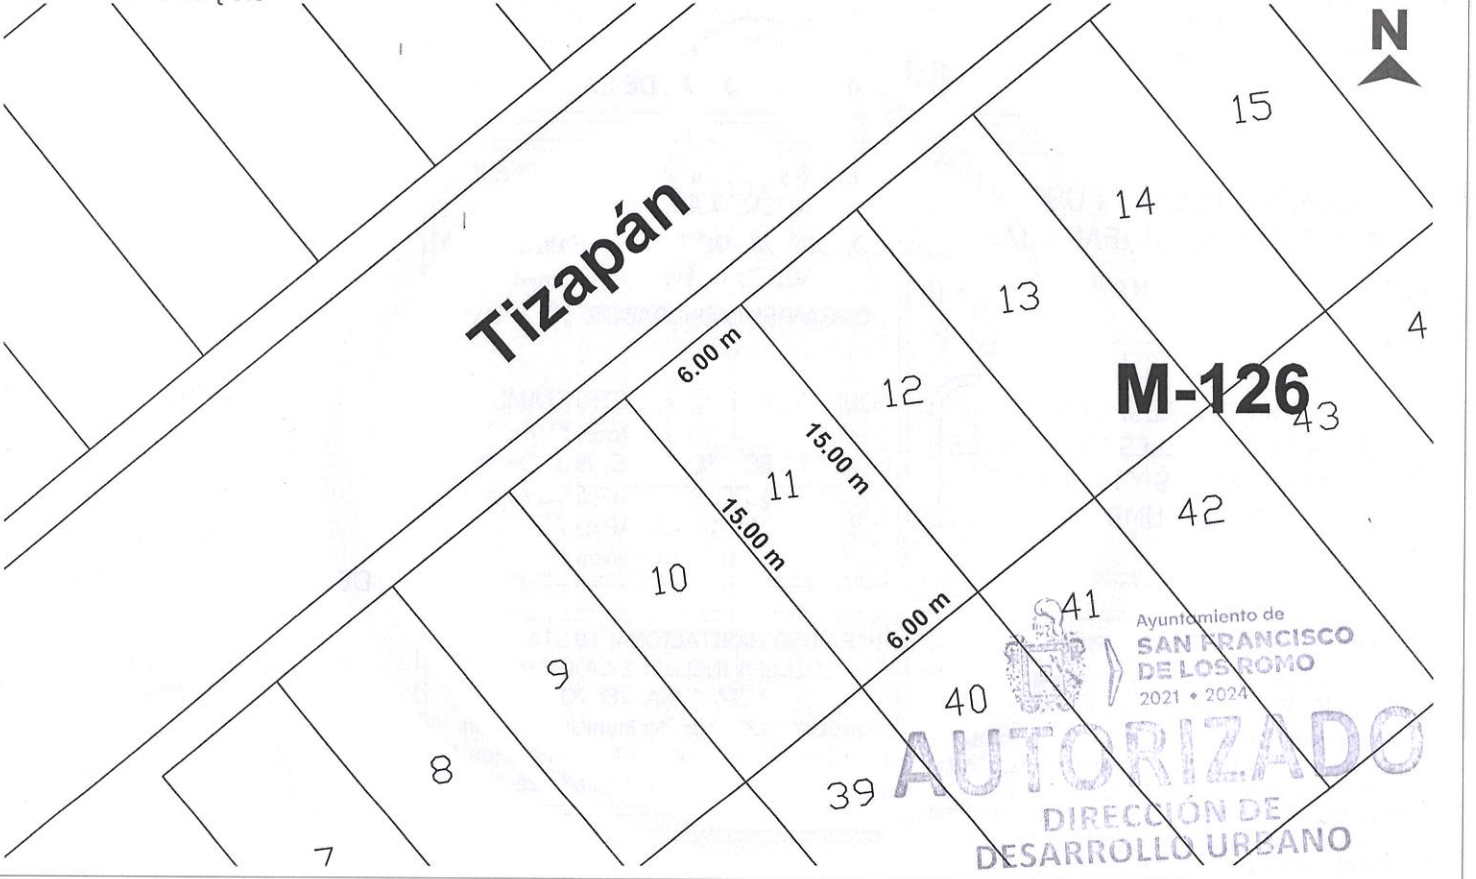 N
15
14
Tizapán
13
4
6.00 m
12
M-126
43
15.00 m
11
15.00 m
42
10
41
6.00 m
Ayuntamiento de
SAN FRANCISCO
DE LOS ROMO
2021 • 2024
9
40
AUTORIZADO
8
39
DIRECCIÓN DE
DESARROLLO URBANO
7